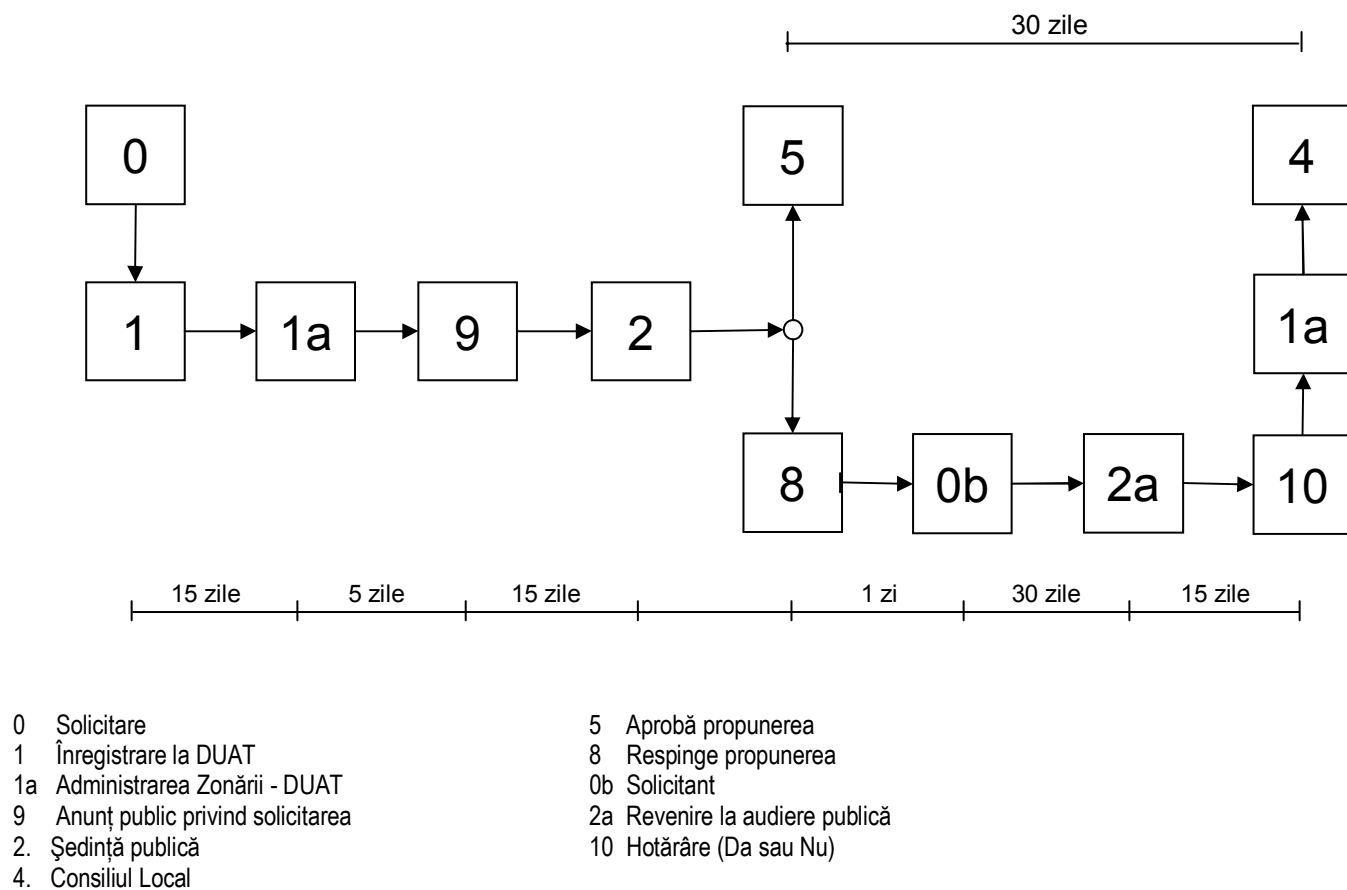 30 zile
0 5 4
1 1a 9 2 1a
8 0b 2a 10
15 zile 5 zile 15 zile 1 zi 30 zile 15 zile
0 Solicitare
1 Înregistrare la DUAT
1a Administrarea Zonării - DUAT
9 Anunţ public privind solicitarea
2. Şedinţă publică
4. Consiliul Local
5 Aprobă propunerea
8 Respinge propunerea
0b Solicitant
2a Revenire la audiere publică
10 Hotărâre (Da sau Nu)